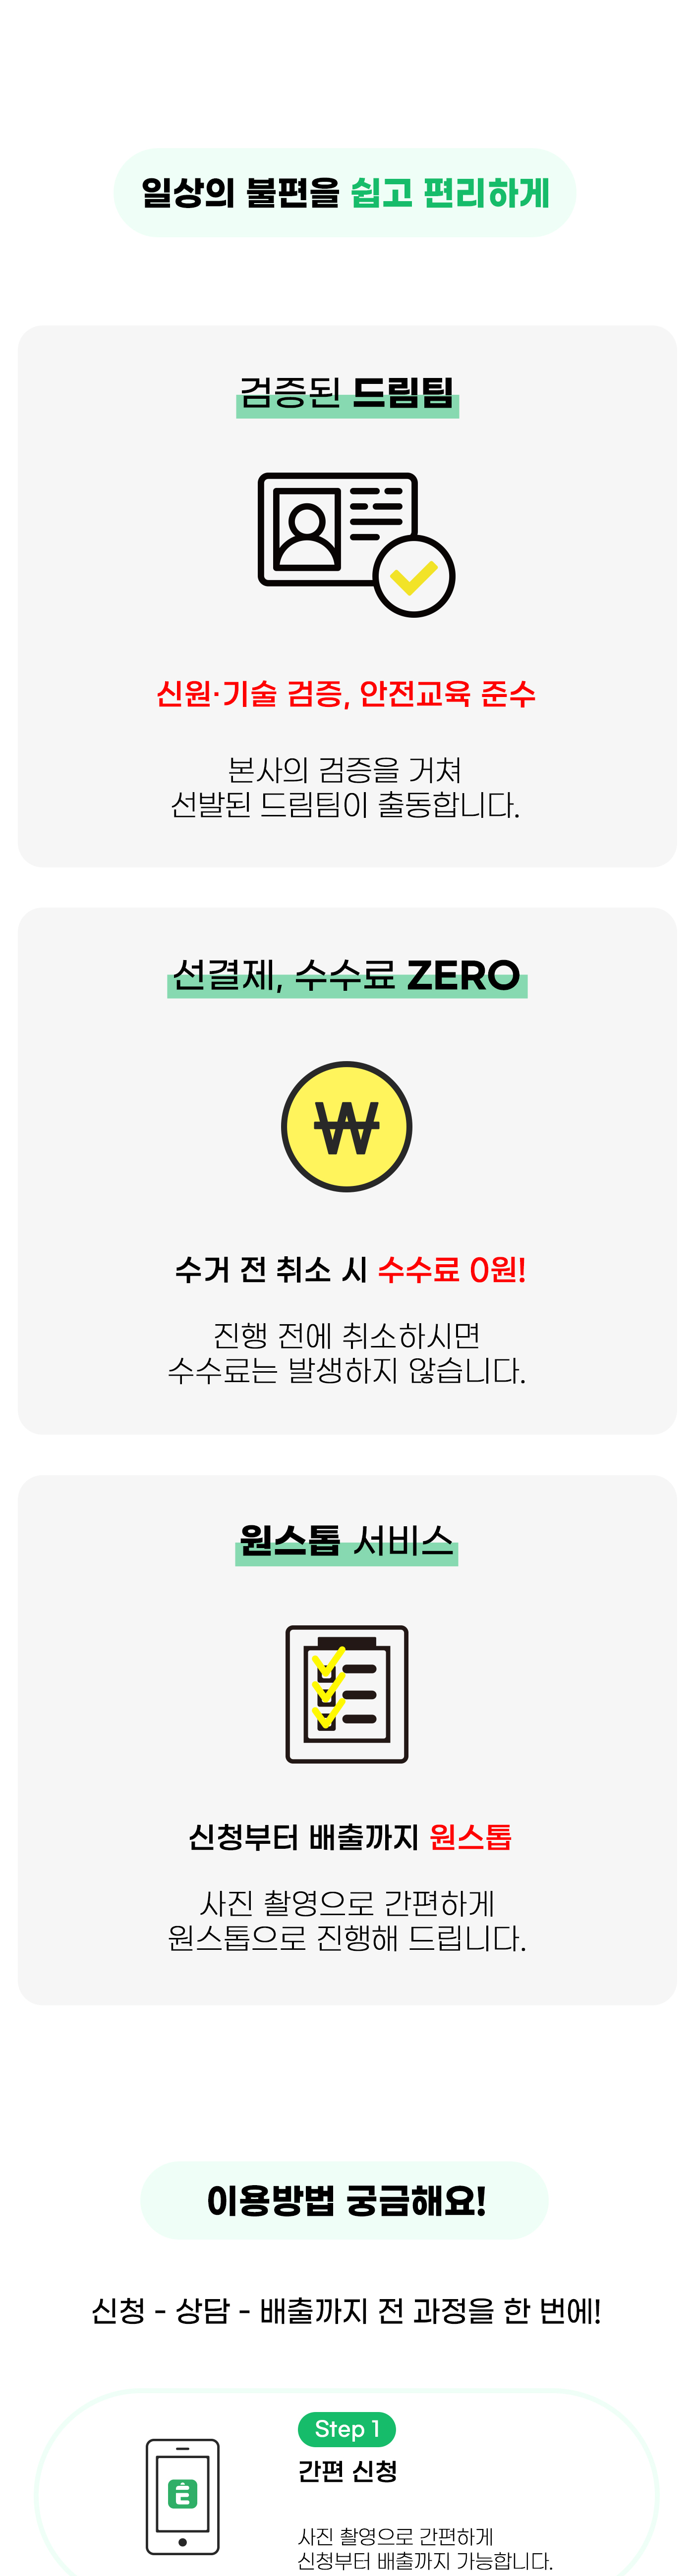 일상의 불편을 쉽고 편리하게
검증된 드림팀
신원·기술 검증, 안전교육 준수
본사의 검증을 거쳐
선발된 드림팀이 출동합니다.
선결제, 수수료 ZERO
₩
수거 전 취소 시 수수료 0원!
진행 전에 취소하시면
수수료는 발생하지 않습니다.
원스톱 서비스
신청부터 배출까지 원스톱
사진 촬영으로 간편하게
원스톱으로 진행해 드립니다.
이용방법 궁금해요!
신청 - 상담 - 배출까지 전 과정을 한 번에!
Step 1
간편 신청
사진 촬영으로 간편하게
신청부터 배출까지 가능합니다.